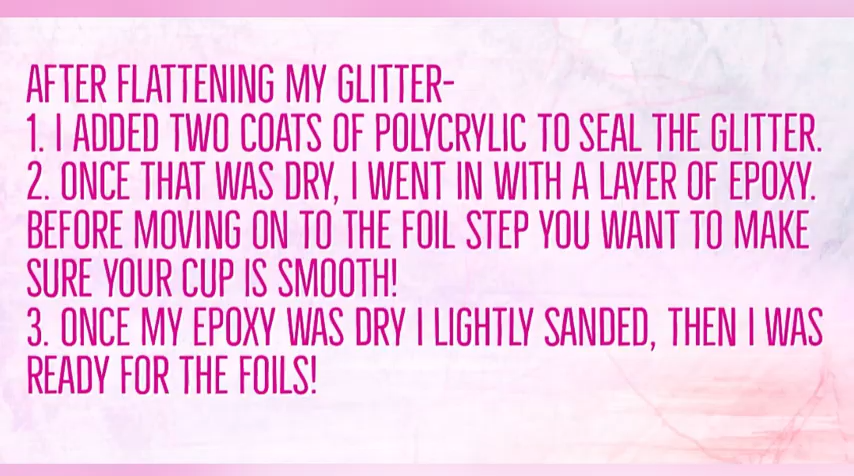 AFTER FLATTENING MY GLITTER-
1. I ADDED TWO COATS OF POLYCRYLIC TO SEAL THE GLITTER.
2. ONCE THAT WAS DRY, I WENT IN WITH A LAYER OF EPOXY.
BEFORE MOVING ON TO THE FOIL STEP YOU WANT TO MAKE
SURE YOUR CUP IS SMOOTH!
3. ONCE MY EPOXY WAS DRY I LIGHTLY SANDED, THEN I WAS
READY FOR THE FOILS!